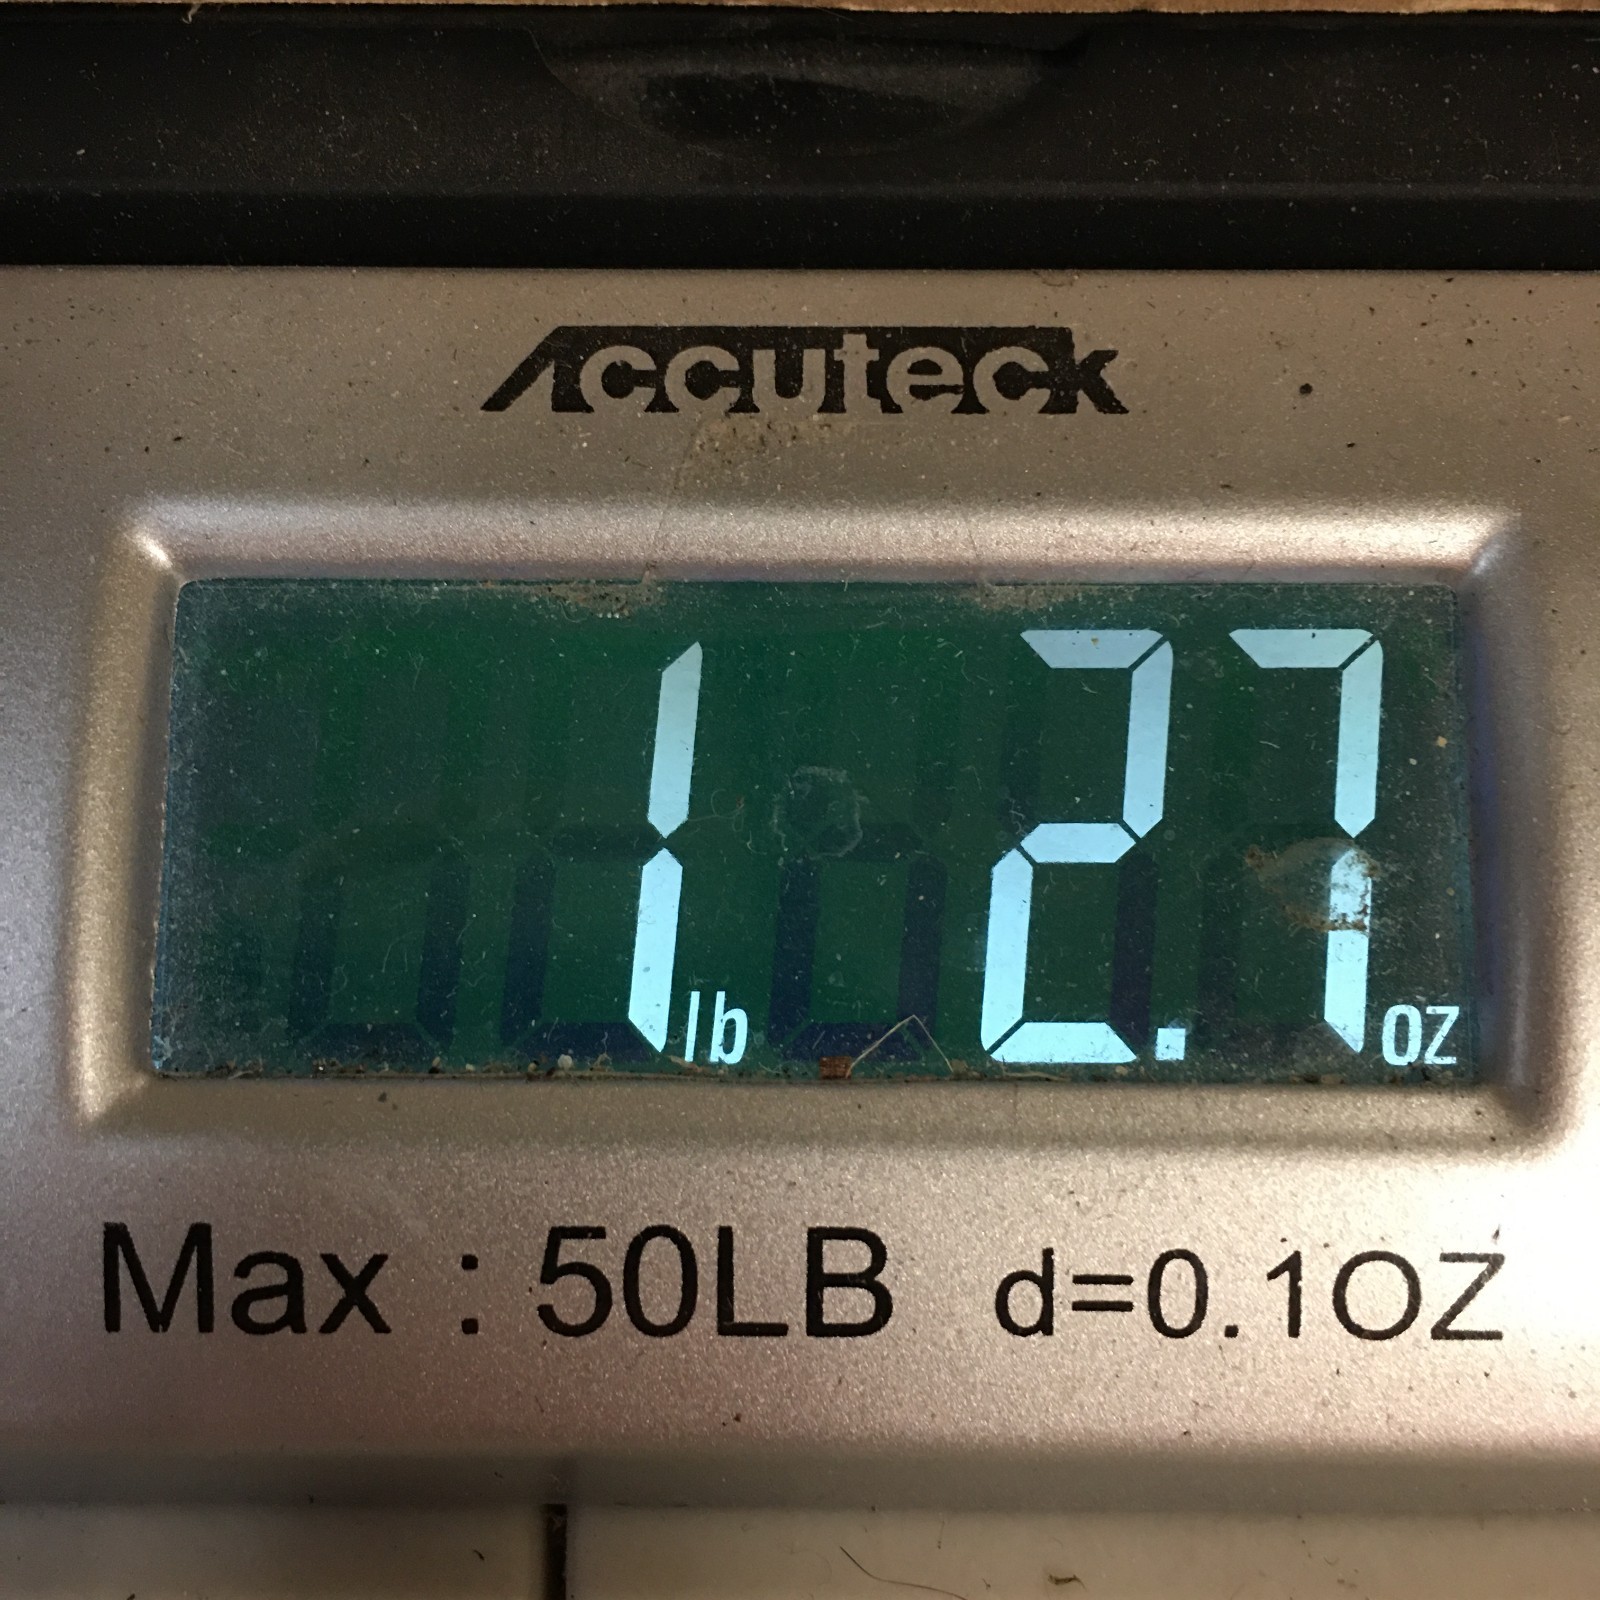 Accuteck
1 lb 2.7 oz
Max : 50LB d=0.1OZ